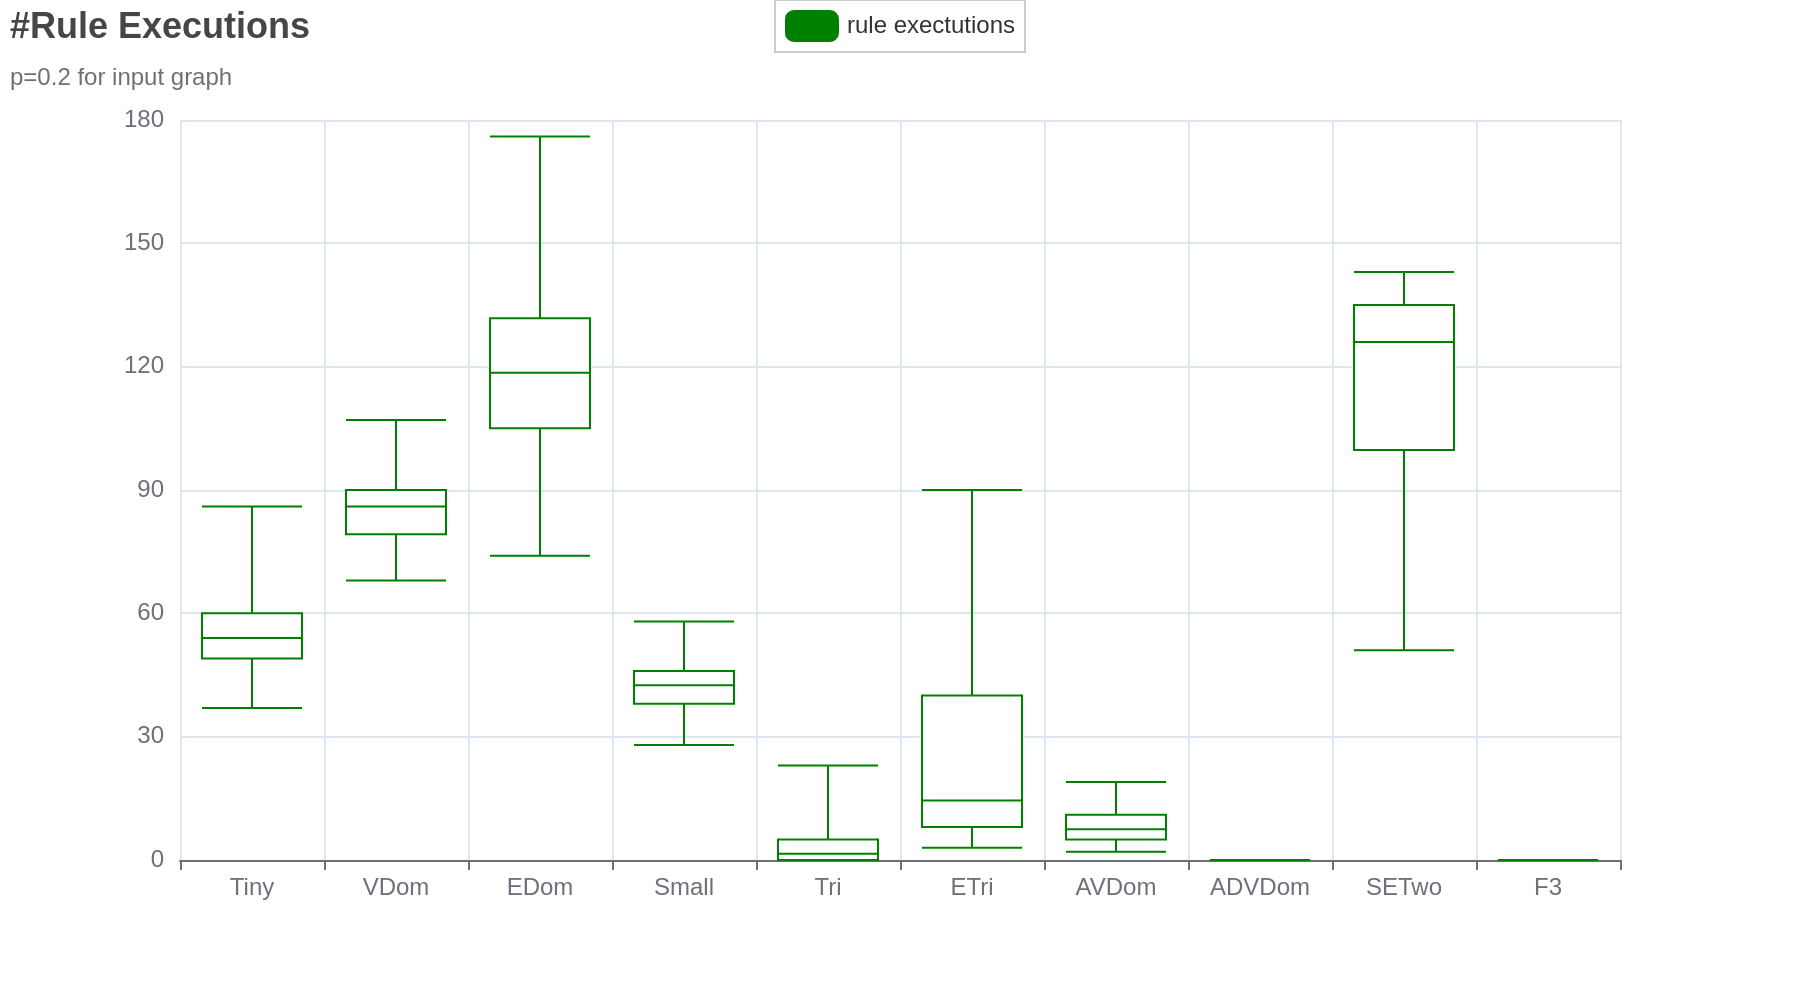 #Rule Executions
rule exectutions
p=0.2 for input graph
180
150
120
90
60
30
0
Tiny VDom EDom Small Tri ETri AVDom ADVDom SETwo F3